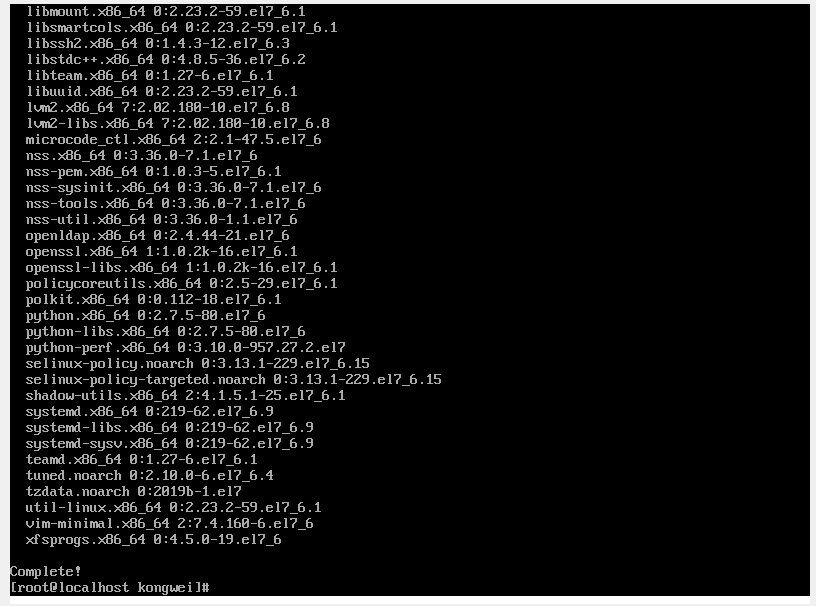 libmount.x86_64 0:2.23.2-59.el7_6.1
libsmartcols.x86_64 0:2.23.2-59.el7_6.1
libssh2.x86_64 0:1.4.3-12.el7_6.3
libstdc++.x86_64 0:4.8.5-36.el7_6.2
libteam.x86_64 0:1.27-6.el7_6.1
libuuid.x86_64 0:2.23.2-59.el7_6.1
lvm2.x86_64 7:2.02.180-10.el7_6.8
lvm2-libs.x86_64 7:2.02.180-10.el7_6.8
microcode_ctl.x86_64 2:2.1-47.5.el7_6
nss.x86_64 0:3.36.0-7.1.el7_6
nss-pem.x86_64 0:1.0.3-5.el7_6.1
nss-sysinit.x86_64 0:3.36.0-7.1.el7_6
nss-tools.x86_64 0:3.36.0-7.1.el7_6
nss-util.x86_64 0:3.36.0-1.1.el7_6
openldap.x86_64 0:2.4.44-21.el7_6
openssl.x86_64 1:1.0.2k-16.el7_6.1
openssl-libs.x86_64 1:1.0.2k-16.el7_6.1
policycoreutils.x86_64 0:2.5-29.el7_6.1
polkit.x86_64 0:0.112-18.el7_6.1
python.x86_64 0:2.7.5-80.el7_6
python-libs.x86_64 0:2.7.5-80.el7_6
python-perf.x86_64 0:3.10.0-957.27.2.el7
selinux-policy.noarch 0:3.13.1-229.el7_6.15
selinux-policy-targeted.noarch 0:3.13.1-229.el7_6.15
shadow-utils.x86_64 2:4.1.5.1-25.el7_6.1
systemd.x86_64 0:219-62.el7_6.9
systemd-libs.x86_64 0:219-62.el7_6.9
systemd-sysv.x86_64 0:219-62.el7_6.9
teamd.x86_64 0:1.27-6.el7_6.1
tuned.noarch 0:2.10.0-6.el7_6.4
tzdata.noarch 0:2019b-1.el7
util-linux.x86_64 0:2.23.2-59.el7_6.1
vim-minimal.x86_64 2:7.4.160-6.el7_6
xfsprogs.x86_64 0:4.5.0-19.el7_6
Complete!
[root@localhost kongwei]#